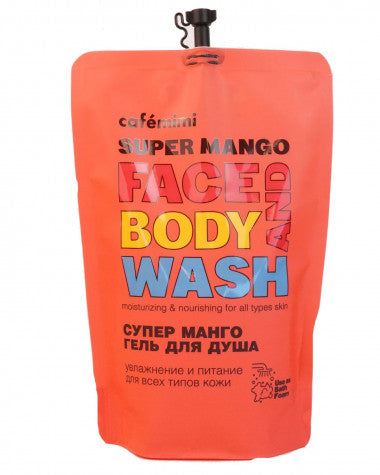 cafémimi
SUPER MANGO
FACE AND
BODY
WASH
moisturizing & nourishing for all types skin
СУПЕР МАНГО
ГЕЛЬ ДЛЯ ДУША
увлажнение и питание
для всех типов кожи
Use as
Bath
Foam